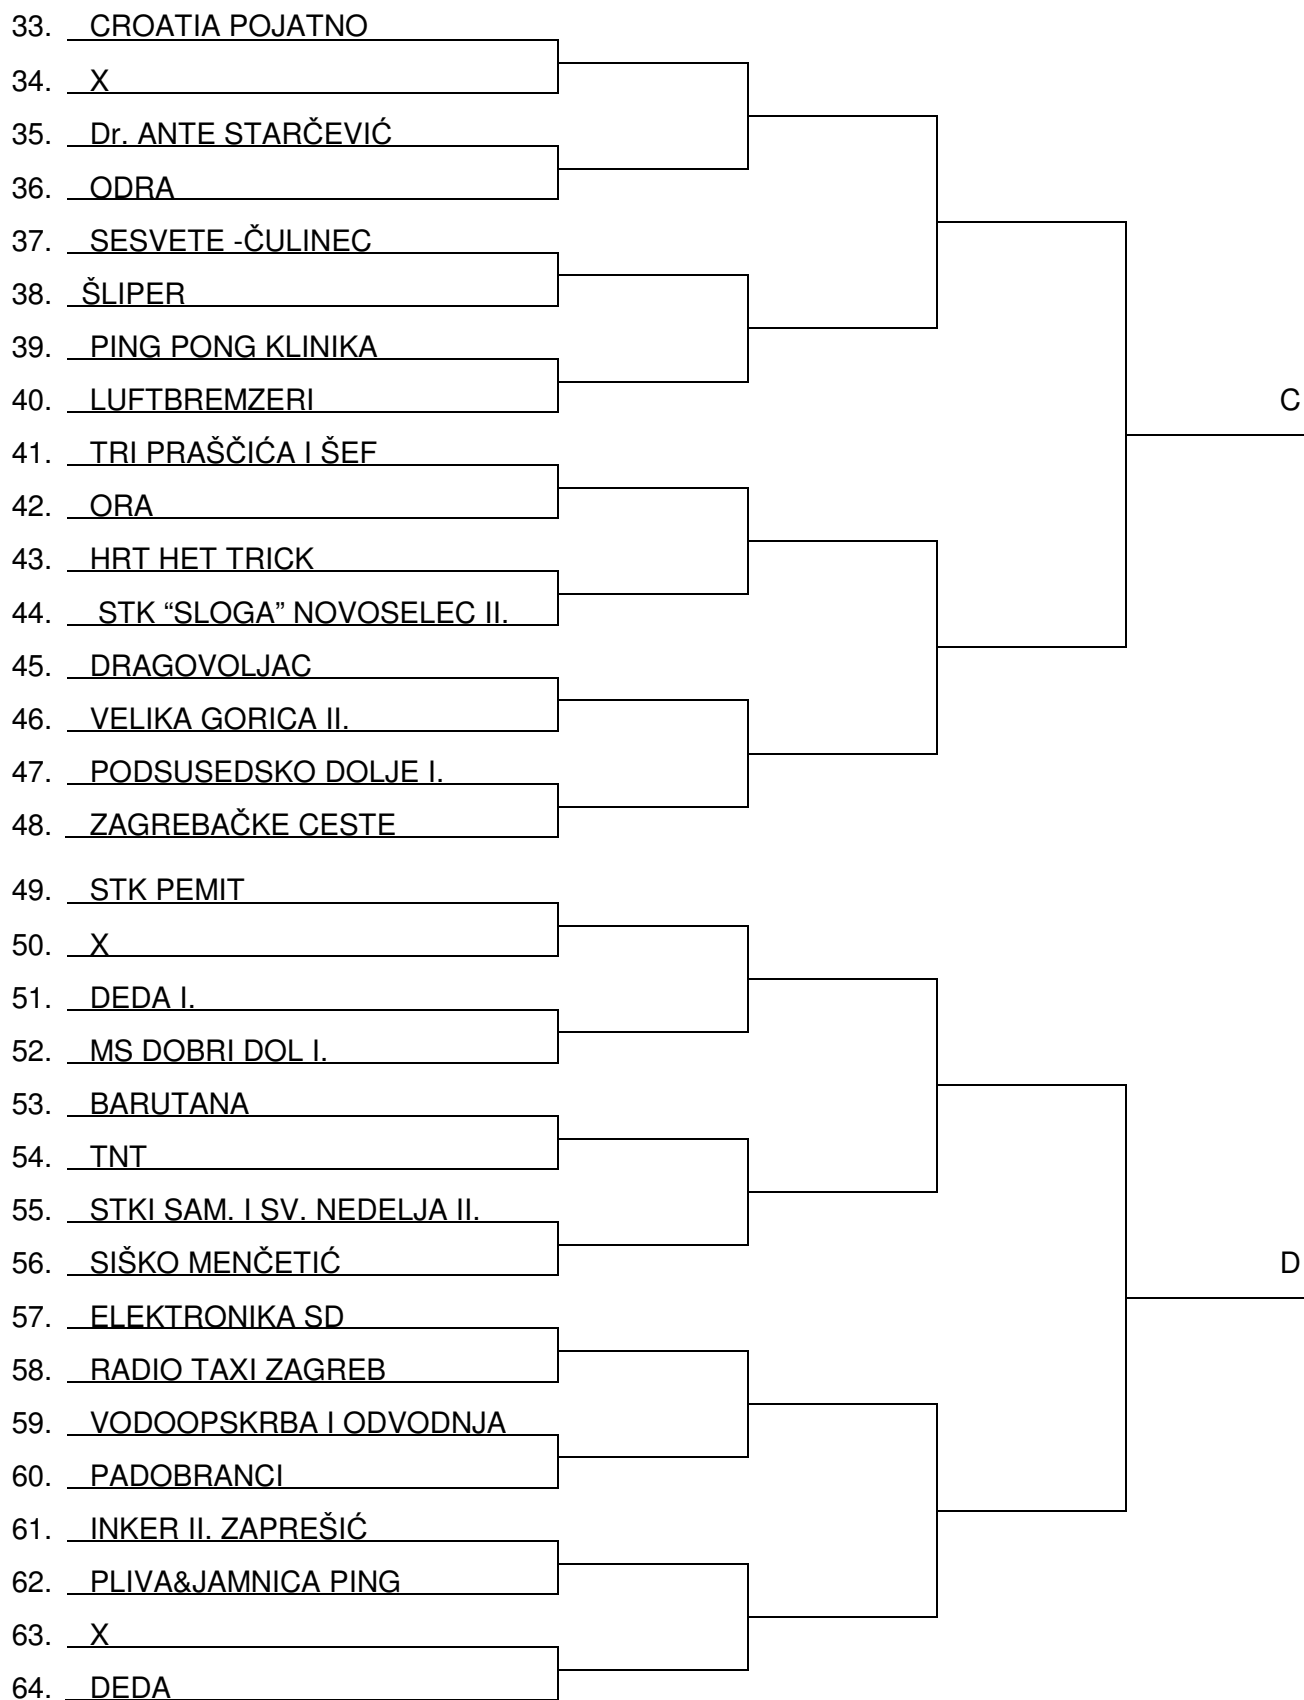 33. CROATIA POJATNO
34. X
35. Dr. ANTE STARČEVIĆ
36. ODRA
37. SESVETE -ČULINEC
38. ŠLIPER
39. PING PONG KLINIKA
40. LUFTBREMZERI
C
41. TRI PRAŠČIĆA I ŠEF
42. ORA
43. HRT HET TRICK
44. STK “SLOGA” NOVOSELEC II.
45. DRAGOVOLJAC
46. VELIKA GORICA II.
47. PODSUSEDSKO DOLJE I.
48. ZAGREBAČKE CESTE
49. STK PEMIT
50. X
51. DEDA I.
52. MS DOBRI DOL I.
53. BARUTANA
54. TNT
55. STKI SAM. I SV. NEDELJA II.
56. SIŠKO MENČETIĆ
D
57. ELEKTRONIKA SD
58. RADIO TAXI ZAGREB
59. VODOOPSKRBA I ODVODNJA
60. PADOBRANCI
61. INKER II. ZAPREŠIĆ
62. PLIVA&JAMNICA PING
63. X
64. DEDA